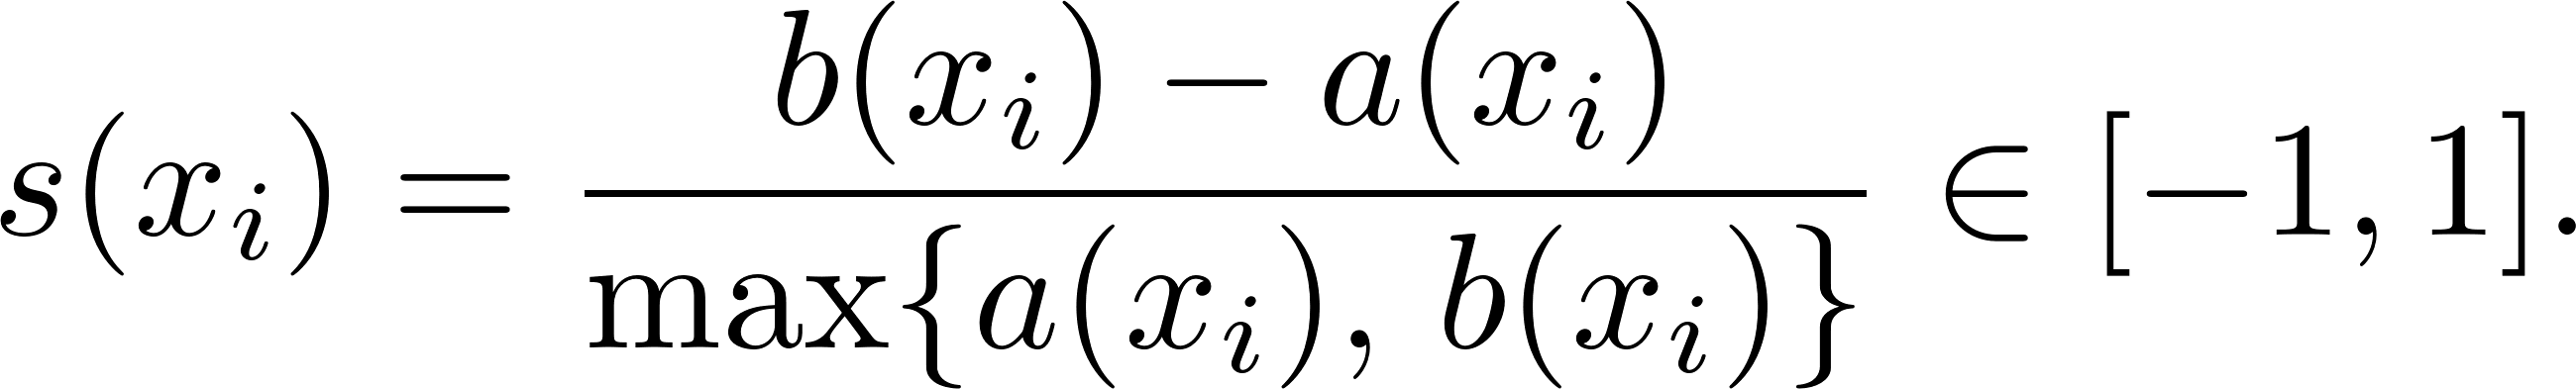 s(x_i) = \frac{b(x_i) - a(x_i)}{\max\{a(x_i), b(x_i)\}} \in [-1, 1].